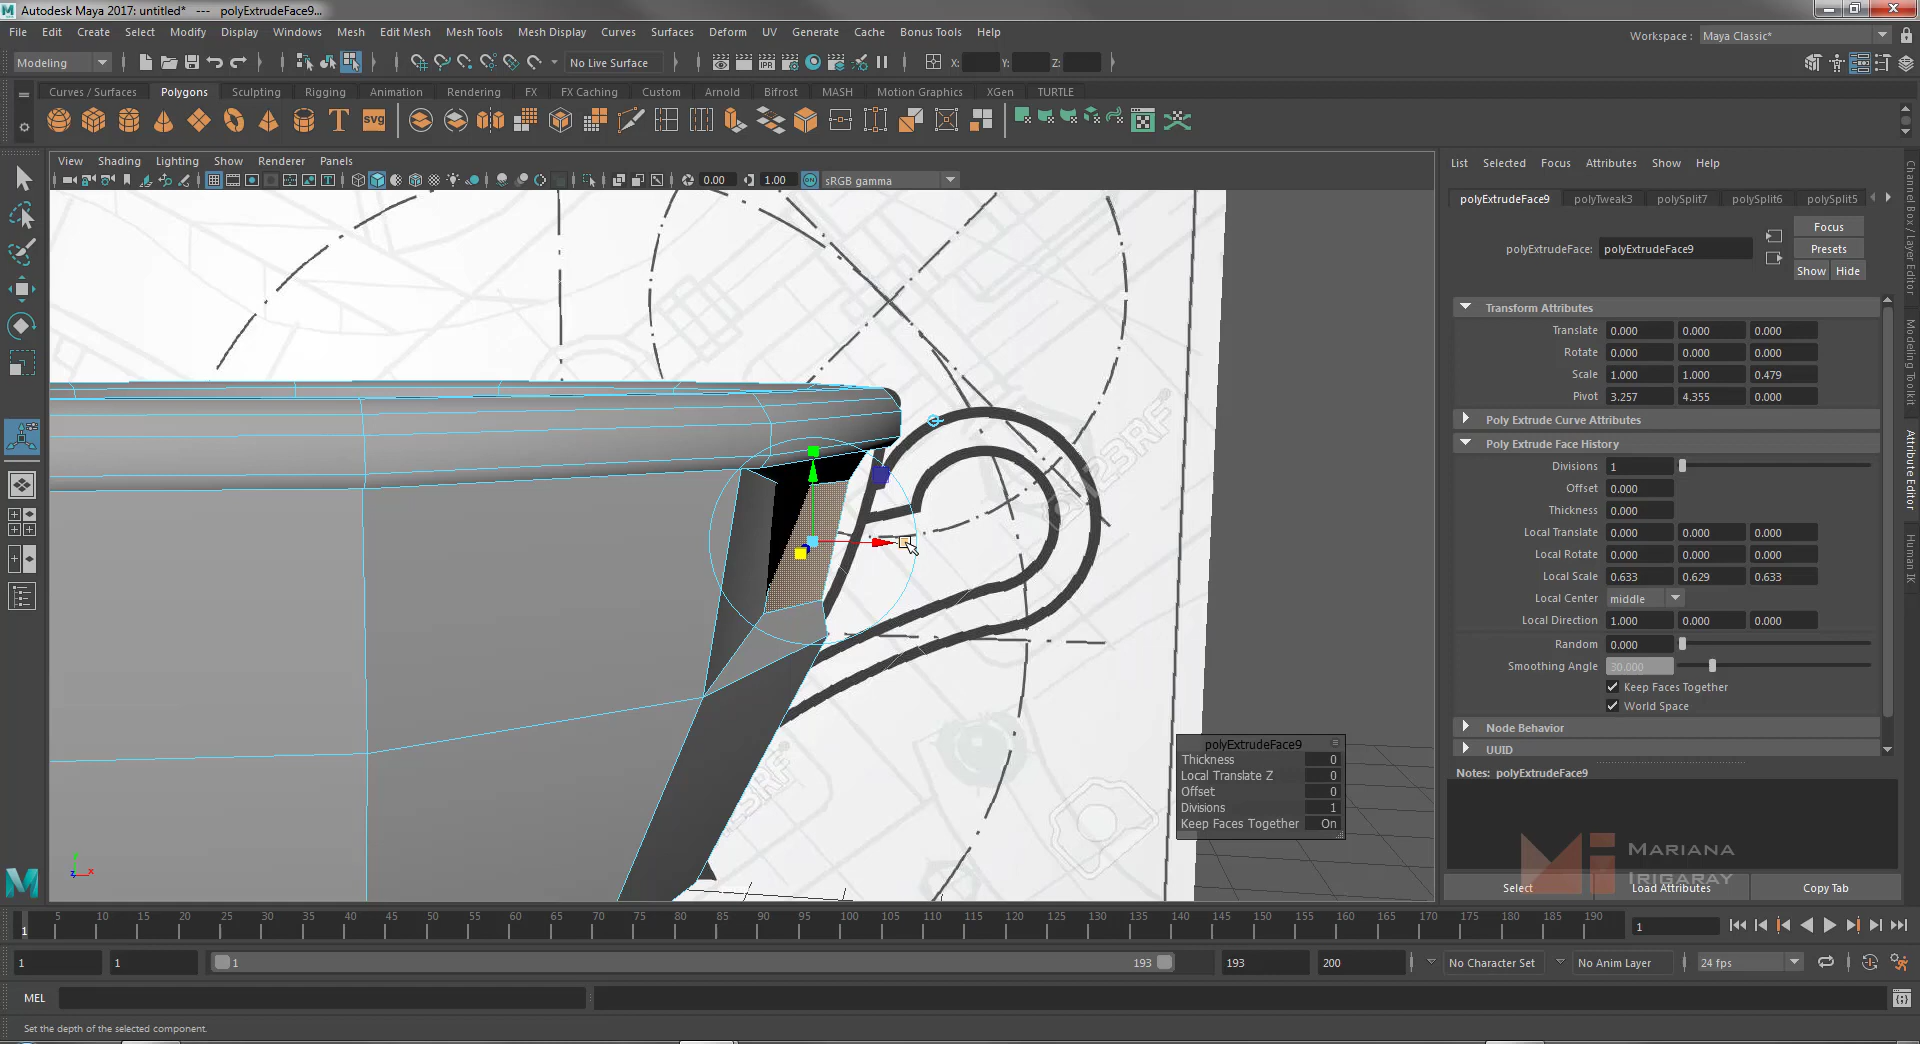 Autodesk Maya 2017: untitled*   ---   polyExtrudeFace9...
File Edit Create Select Modify Display Windows Mesh Edit Mesh Mesh Tools Mesh Display Curves Surfaces Deform UV Generate Cache Bonus Tools Help
Workspace : Maya Classic*
Modeling No Live Surface X: Y: Z:
Curves / Surfaces Polygons Sculpting Rigging Animation Rendering FX FX Caching Custom Arnold Bifrost MASH Motion Graphics XGen TURTLE
View Shading Lighting Show Renderer Panels
0.00 1.00 sRGB gamma
List Selected Focus Attributes Show Help
polyExtrudeFace9 polyTweak3 polySplit7 polySplit6 polySplit5
Focus
polyExtrudeFace: polyExtrudeFace9 Presets
Show Hide
Transform Attributes
Translate 0.000 0.000 0.000
Rotate 0.000 0.000 0.000
Scale 1.000 1.000 0.479
Pivot 3.257 4.355 0.000
Poly Extrude Curve Attributes
Poly Extrude Face History
Divisions 1
Offset 0.000
Thickness 0.000
Local Translate 0.000 0.000 0.000
Local Rotate 0.000 0.000 0.000
Local Scale 0.633 0.629 0.633
Local Center middle
Local Direction 1.000 0.000 0.000
Random 0.000
Smoothing Angle 30.000
Keep Faces Together
World Space
Node Behavior
UUID
Notes: polyExtrudeFace9
Select Load Attributes Copy Tab
MARIANA
IRIGARAY
Channel Box / Layer Editor
Modeling Toolkit
Attribute Editor
Human IK
123RF
123RF
polyExtrudeFace9
Thickness 0
Local Translate Z 0
Offset 0
Divisions 1
Keep Faces Together On
5 10 15 20 25 30 35 40 45 50 55 60 65 70 75 80 85 90 95 100 105 110 115 120 125 130 135 140 145 150 155 160 165 170 175 180 185 190
1 1
1 1 1 193 193 200 No Character Set No Anim Layer 24 fps
MEL
Set the depth of the selected component.